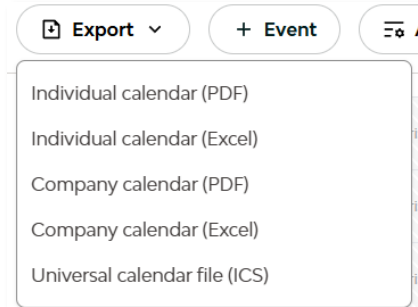 Export
+ Event
Individual calendar (PDF)
Individual calendar (Excel)
Company calendar (PDF)
Company calendar (Excel)
Universal calendar file (ICS)